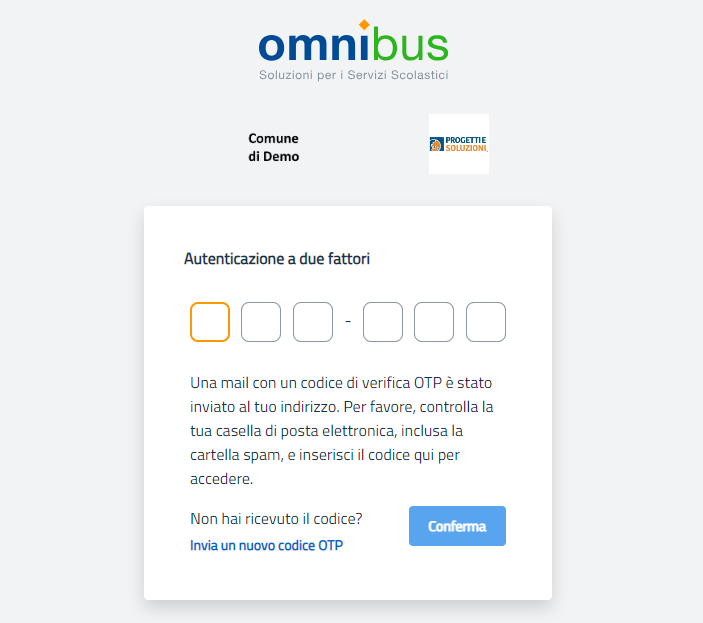 omnibus
Soluzioni per i Servizi Scolastici
Comune
di Demo
PROGETTI E
SOLUZIONI
Autenticazione a due fattori
-
Una mail con un codice di verifica OTP è stato
inviato al tuo indirizzo. Per favore, controlla la
tua casella di posta elettronica, inclusa la
cartella spam, e inserisci il codice qui per
accedere.
Non hai ricevuto il codice?
Conferma
Invia un nuovo codice OTP